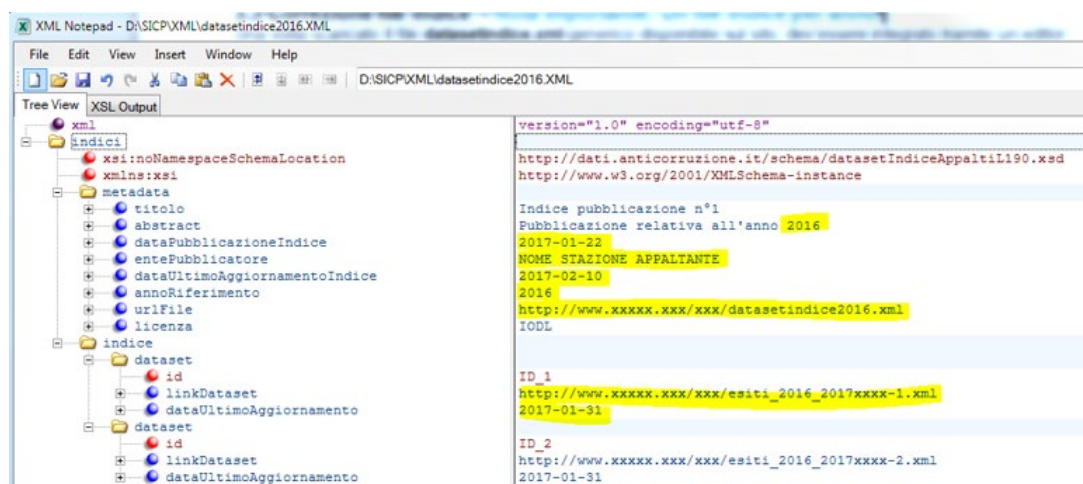 XML Notepad - D:\SICP\XML\datasetindice2016.XML
File Edit View Insert Window Help
D:\SICP\XML\datasetindice2016.XML
Tree View XSL Output
xml version="1.0" encoding="utf-8"
indici
xsi:noNamespaceSchemaLocation http://dati.anticorruzione.it/schema/datasetIndiceAppaltiL190.xsd
xmlns:xsi http://www.w3.org/2001/XMLSchema-instance
metadata
titolo Indice pubblicazione n°1
abstract Pubblicazione relativa all'anno 2016
dataPubblicazioneIndice 2017-01-22
entePubblicatore NOME STAZIONE APPALTANTE
dataUltimoAggiornamentoIndice 2017-02-10
annoRiferimento 2016
urlFile http://www.xxxxx.xxx/xxx/datasetindice2016.xml
licenza IODL
indice
dataset
id ID_1
linkDataset http://www.xxxxx.xxx/xxx/esiti_2016_2017xxxx-1.xml
dataUltimoAggiornamento 2017-01-31
dataset
id ID_2
linkDataset http://www.xxxxx.xxx/xxx/esiti_2016_2017xxxx-2.xml
dataUltimoAggiornamento 2017-01-31